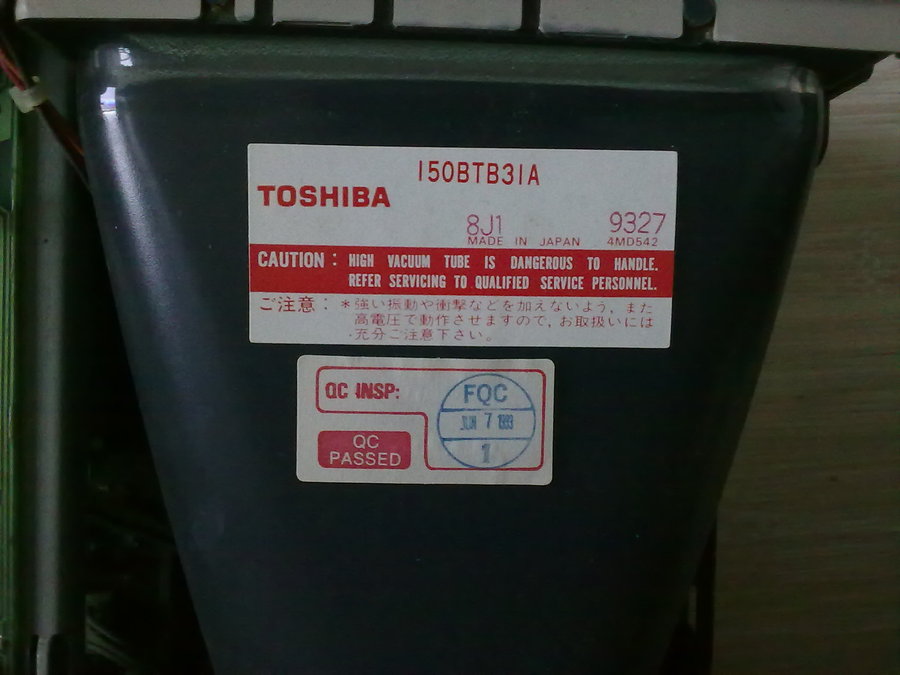 150BTB31A
TOSHIBA
8J1 9327
MADE IN JAPAN 4MD542
CAUTION : HIGH VACUUM TUBE IS DANGEROUS TO HANDLE.
REFER SERVICING TO QUALIFIED SERVICE PERSONNEL.
ご注意： *強い振動や衝撃などを加えないよう、また
高電圧で動作させますので、お取扱いには
充分ご注意下さい。
QC INSP:
FQC
JUN 7 1993
1
QC
PASSED